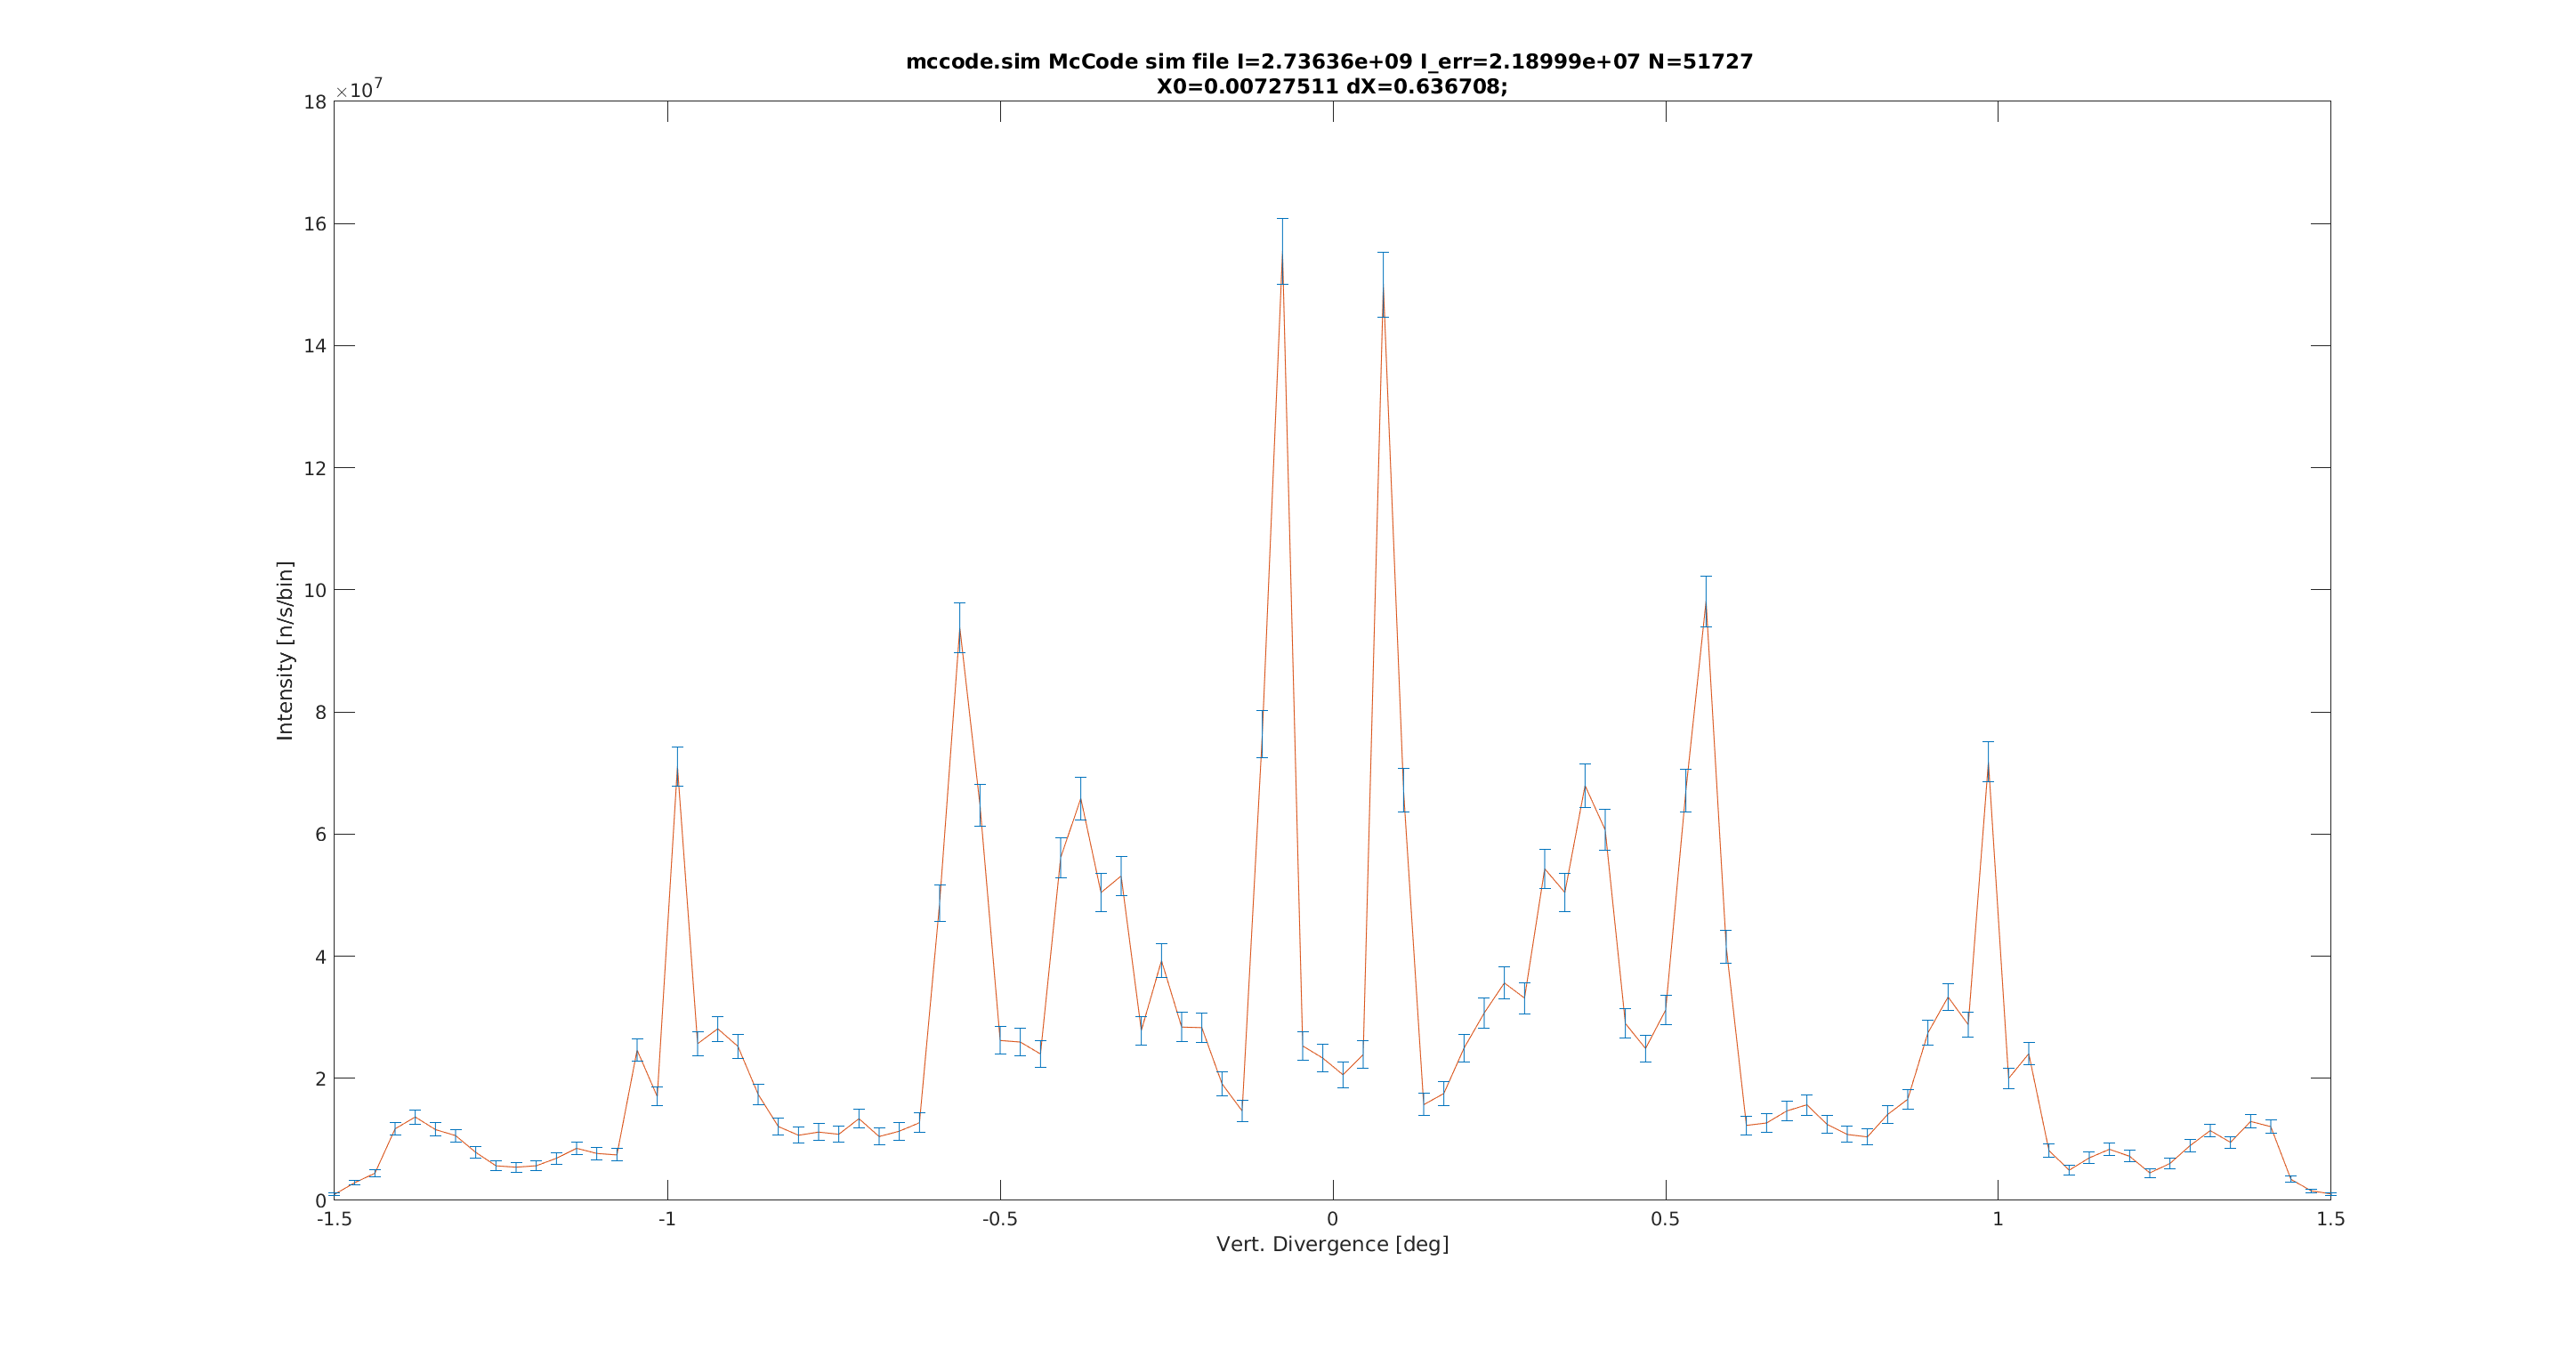 mccode.sim McCode sim file I=2.73636e+09 I_err=2.18999e+07 N=51727
X0=0.00727511 dX=0.636708;
×10^7
18
16
14
12
10
8
6
4
2
0
Intensity [n/s/bin]
-1.5 -1 -0.5 0 0.5 1 1.5
Vert. Divergence [deg]